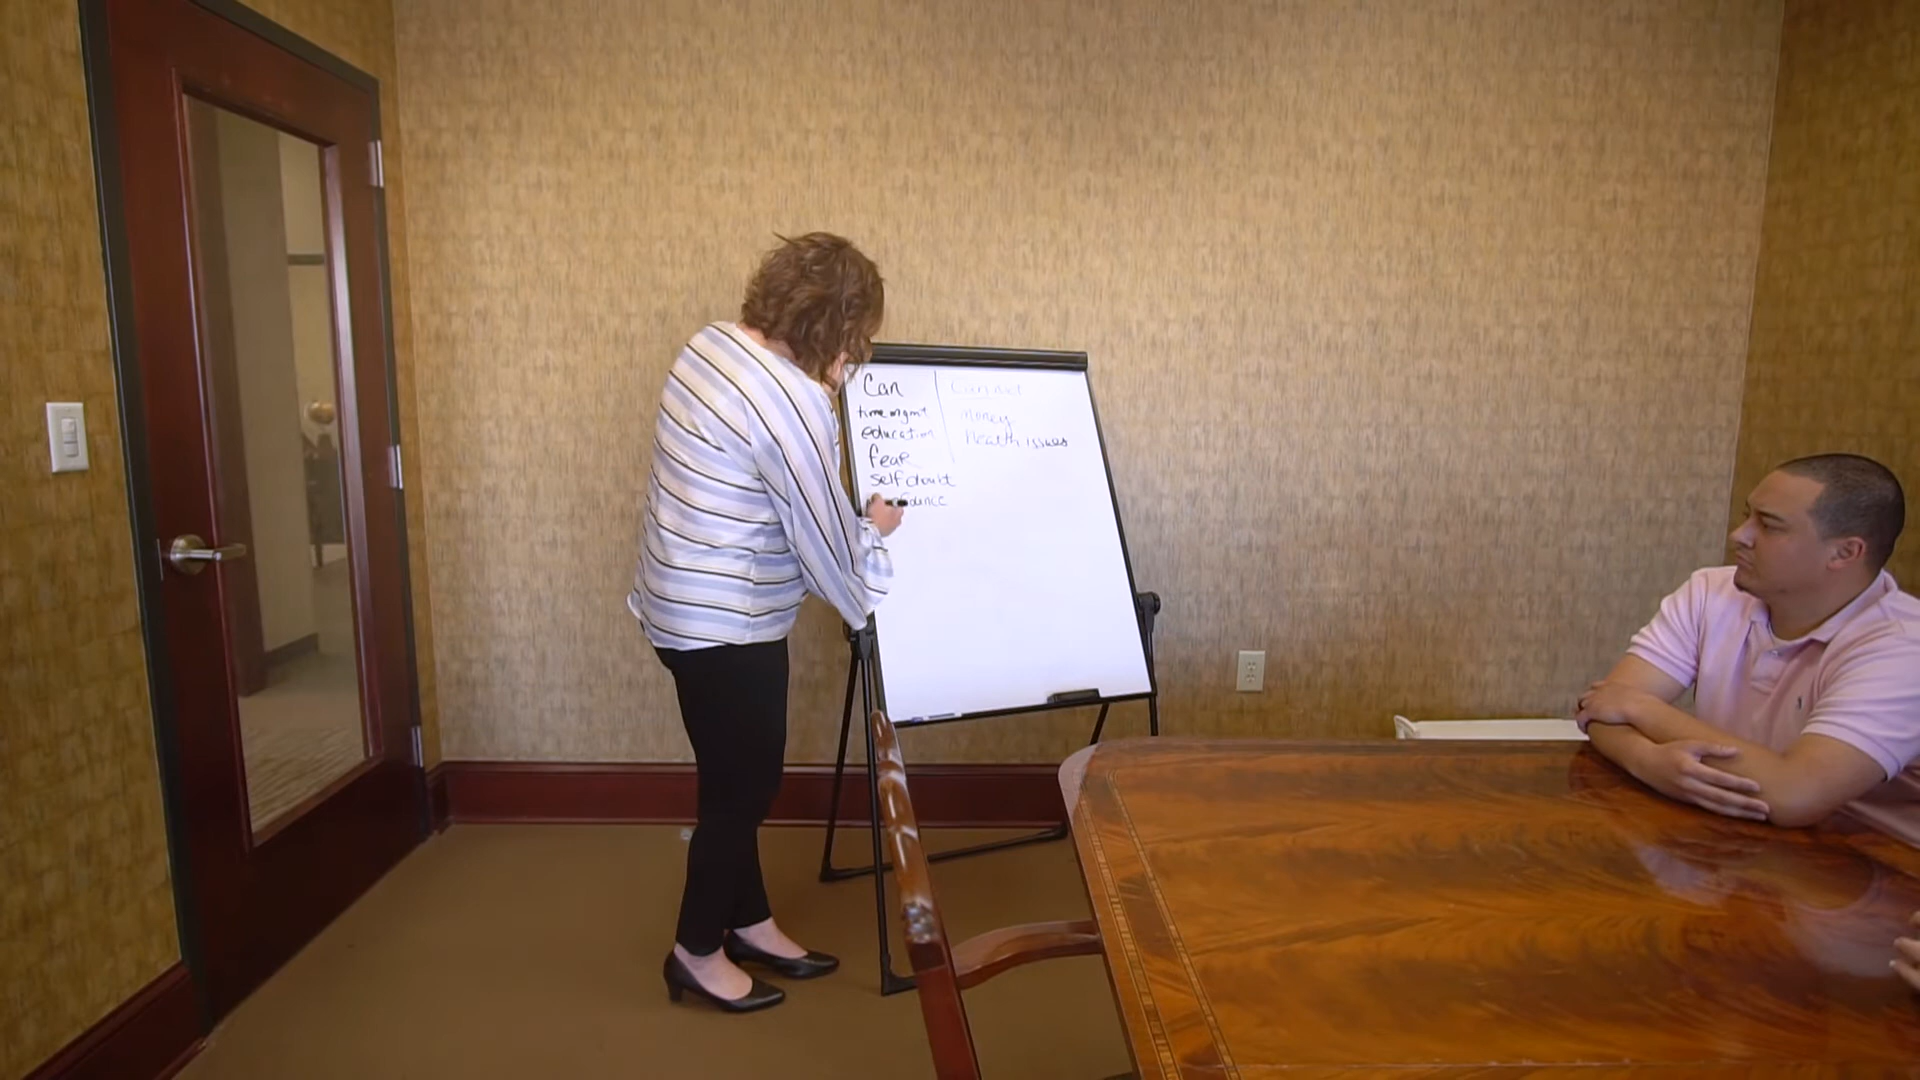 Can
time mgmt
education
fear
self doubt
Cannot
Money
Health issues